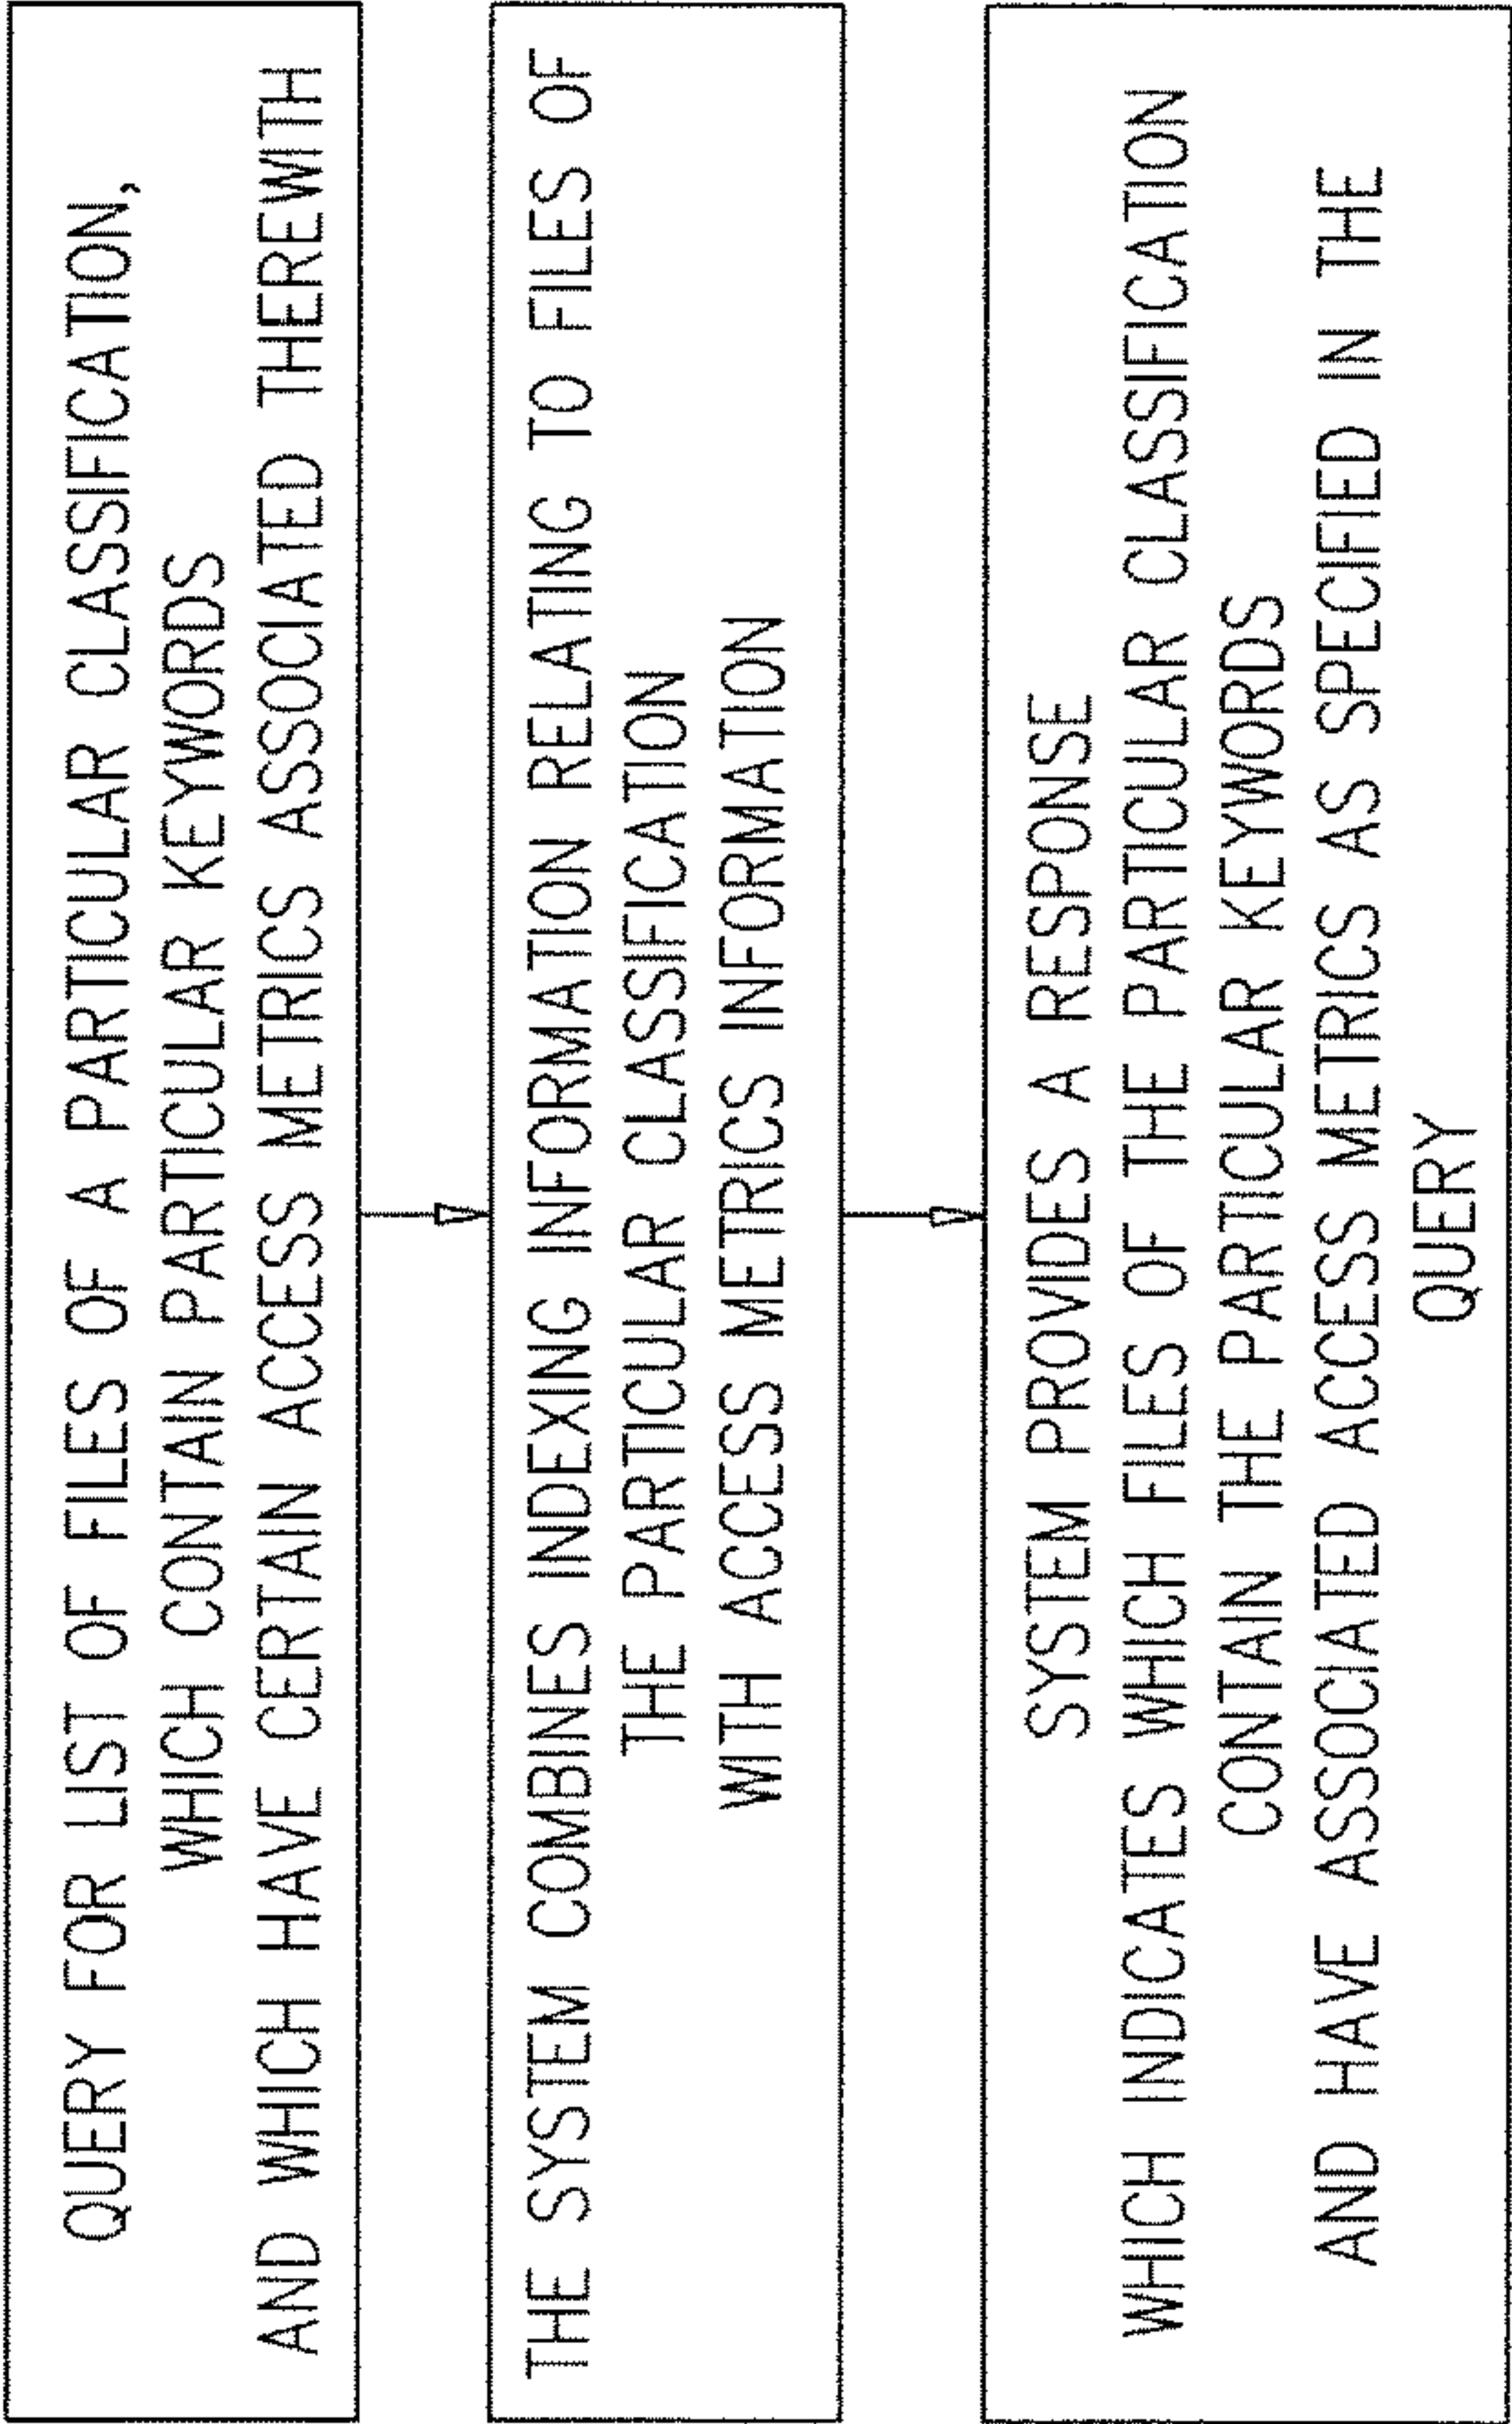 QUERY FOR LIST OF FILES OF A PARTICULAR CLASSIFICATION,
WHICH CONTAIN PARTICULAR KEYWORDS
AND WHICH HAVE CERTAIN ACCESS METRICS ASSOCIATED THEREWITH
THE SYSTEM COMBINES INDEXING INFORMATION RELATING TO FILES OF
THE PARTICULAR CLASSIFICATION
WITH ACCESS METRICS INFORMATION
SYSTEM PROVIDES A RESPONSE
WHICH INDICATES WHICH FILES OF THE PARTICULAR CLASSIFICATION
CONTAIN THE PARTICULAR KEYWORDS
AND HAVE ASSOCIATED ACCESS METRICS AS SPECIFIED IN THE
QUERY